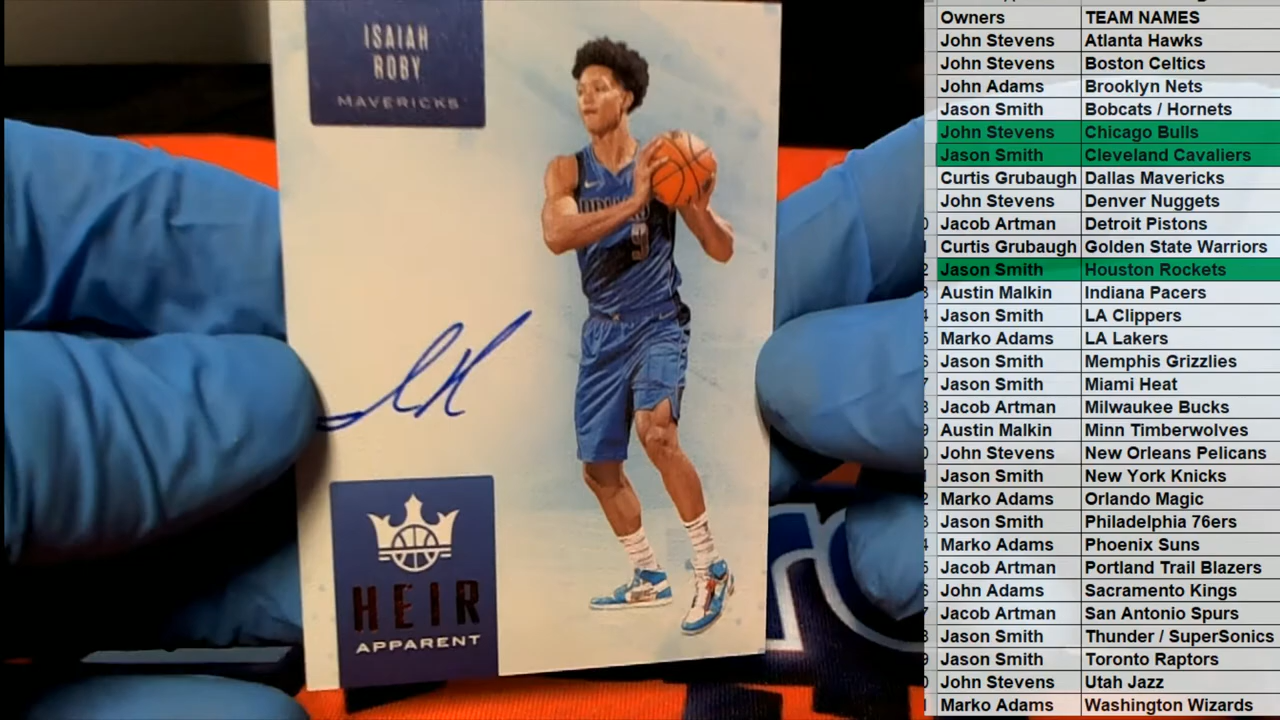 ISAIAH
ROBY
MAVERICKS
HEIR
APPARENT
Owners TEAM NAMES
John Stevens Atlanta Hawks
John Stevens Boston Celtics
John Adams Brooklyn Nets
Jason Smith Bobcats / Hornets
John Stevens Chicago Bulls
Jason Smith Cleveland Cavaliers
Curtis Grubaugh Dallas Mavericks
John Stevens Denver Nuggets
Jacob Artman Detroit Pistons
Curtis Grubaugh Golden State Warriors
Jason Smith Houston Rockets
Austin Malkin Indiana Pacers
Jason Smith LA Clippers
Marko Adams LA Lakers
Jason Smith Memphis Grizzlies
Jason Smith Miami Heat
Jacob Artman Milwaukee Bucks
Austin Malkin Minn Timberwolves
John Stevens New Orleans Pelicans
Jason Smith New York Knicks
Marko Adams Orlando Magic
Jason Smith Philadelphia 76ers
Marko Adams Phoenix Suns
Jacob Artman Portland Trail Blazers
John Adams Sacramento Kings
Jacob Artman San Antonio Spurs
Jason Smith Thunder / SuperSonics
Jason Smith Toronto Raptors
John Stevens Utah Jazz
Marko Adams Washington Wizards